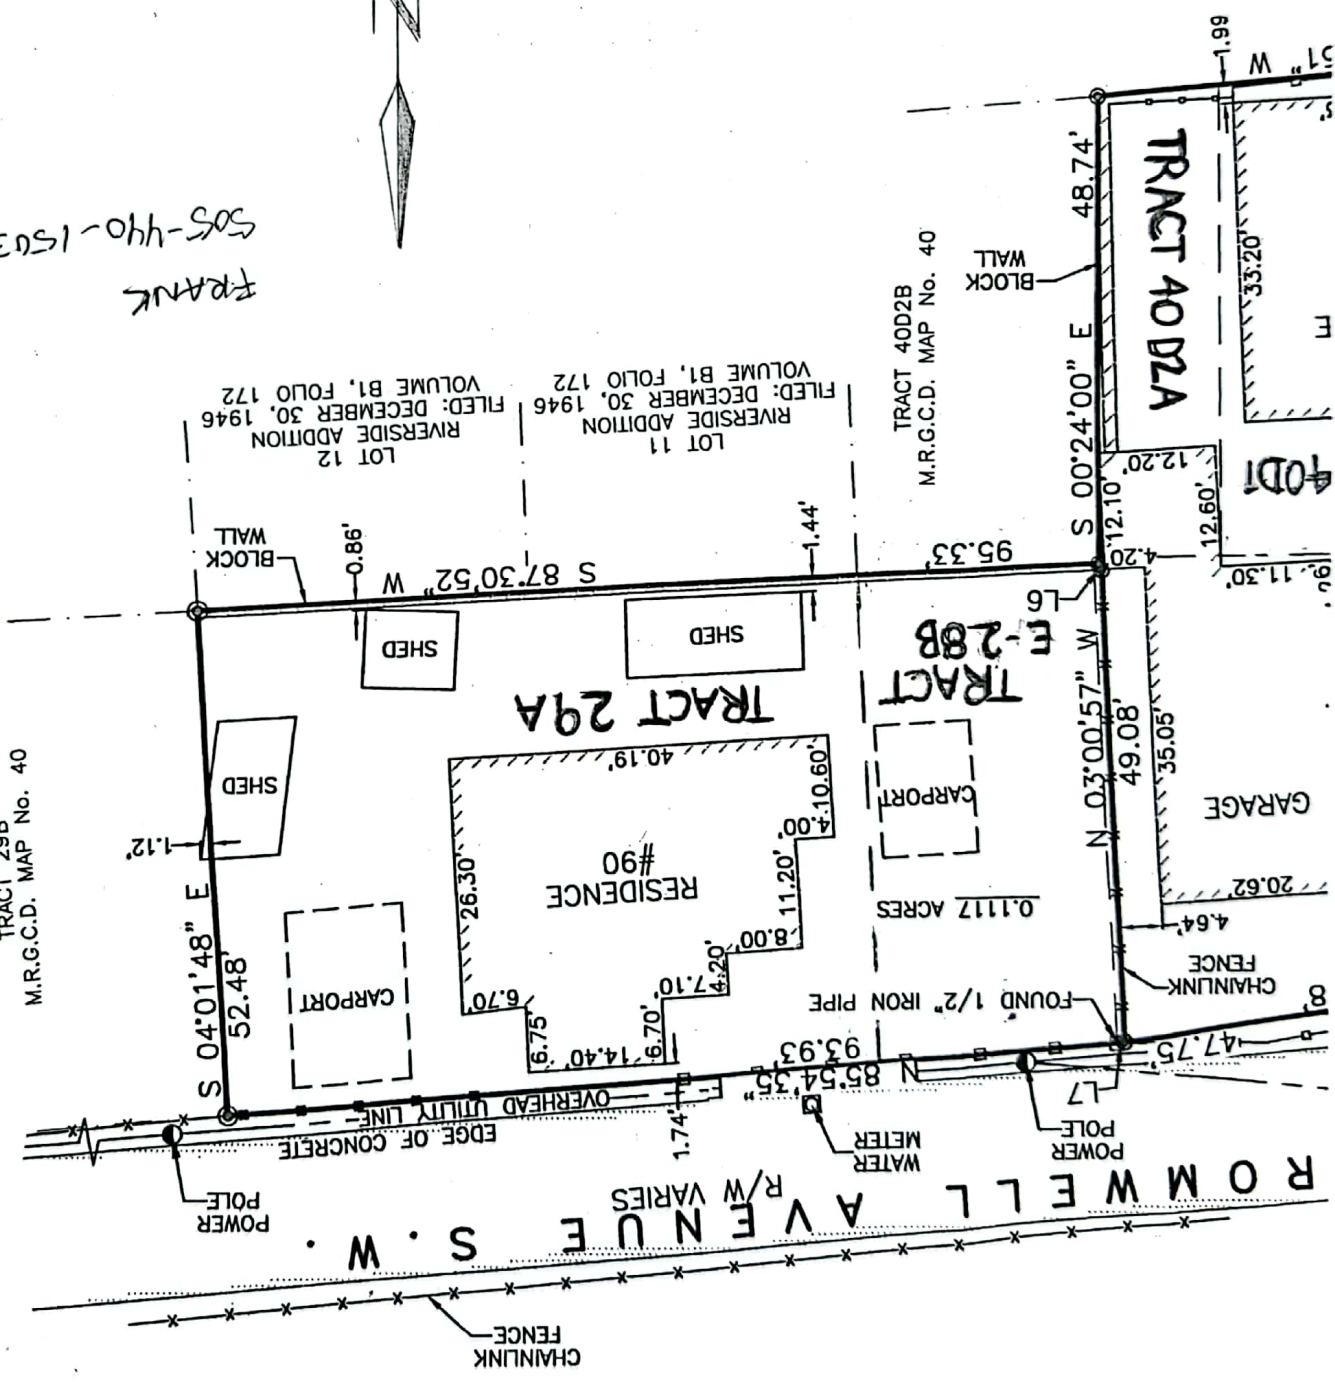 CHAINLINK
FENCE
ROMWELL AVENUE S.W.
R/W VARIES
POWER
POLE
WATER
METER
POWER
POLE
L7
EDGE OF CONCRETE
OVERHEAD UTILITY LINE
1.74'
N 85°54'35" W
93.93'
47.75'
FOUND 1/2" IRON PIPE
CHAINLINK
FENCE
4.64'
20.62'
GARAGE
35.05'
N 03°00'57" W
49.08'
0.1117 ACRES
CARPORT
TRACT
E-28B
L6
14.40'
6.70'
7.10'
4.20'
8.00'
11.20'
4.00'
10.60'
40.19'
26.30'
6.70'
6.75'
RESIDENCE
#90
CARPORT
S 04°01'48" E
52.48'
1.12'
SHED
TRACT 29A
SHED
SHED
S 87°30'52" W
95.33'
1.44'
0.86'
BLOCK
WALL
4.20'
12.10'
12.20'
12.60'
11.30'
40D1
LOT 11
RIVERSIDE ADDITION
FILED: DECEMBER 30, 1946
VOLUME B1, FOLIO 172
LOT 12
RIVERSIDE ADDITION
FILED: DECEMBER 30, 1946
VOLUME B1, FOLIO 172
TRACT 29B
M.R.G.C.D. MAP No. 40
TRACT 40D2B
M.R.G.C.D. MAP No. 40
S 00°24'00" E
48.74'
BLOCK
WALL
TRACT 40D2A
33.20'
E
1.99
51" W
FRANK
505-440-1503
N